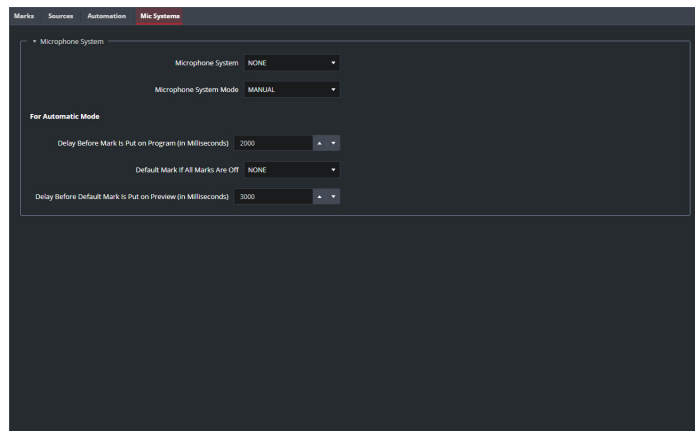 Marks Sources Automation Mic Systems
Microphone System
Microphone System NONE
Microphone System Mode MANUAL
For Automatic Mode
Delay Before Mark Is Put on Program (in Milliseconds) 2000
Default Mark If All Marks Are Off NONE
Delay Before Default Mark Is Put on Preview (in Milliseconds) 3000